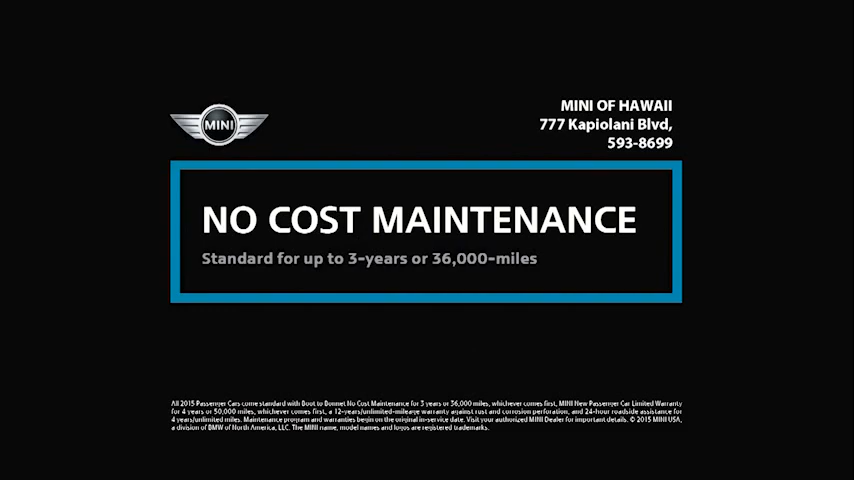 MINI
MINI OF HAWAII
777 Kapiolani Blvd,
593-8699
NO COST MAINTENANCE
Standard for up to 3-years or 36,000-miles
All 2015 Passenger Cars come standard with Boot to Bonnet No Cost Maintenance for 3 years or 36,000 miles, whichever comes first, MINI New Passenger Car Limited Warranty
for 4 years or 50,000 miles, whichever comes first, a 12-years/unlimited-mileage warranty against rust and corrosion perforation, and 24-hour roadside assistance for
4 years/unlimited miles. Maintenance program and warranties begin on the original in-service date. Visit your authorized MINI Dealer for important details. © 2015 MINI USA,
a division of BMW of North America, LLC. The MINI name, model names and logos are registered trademarks.